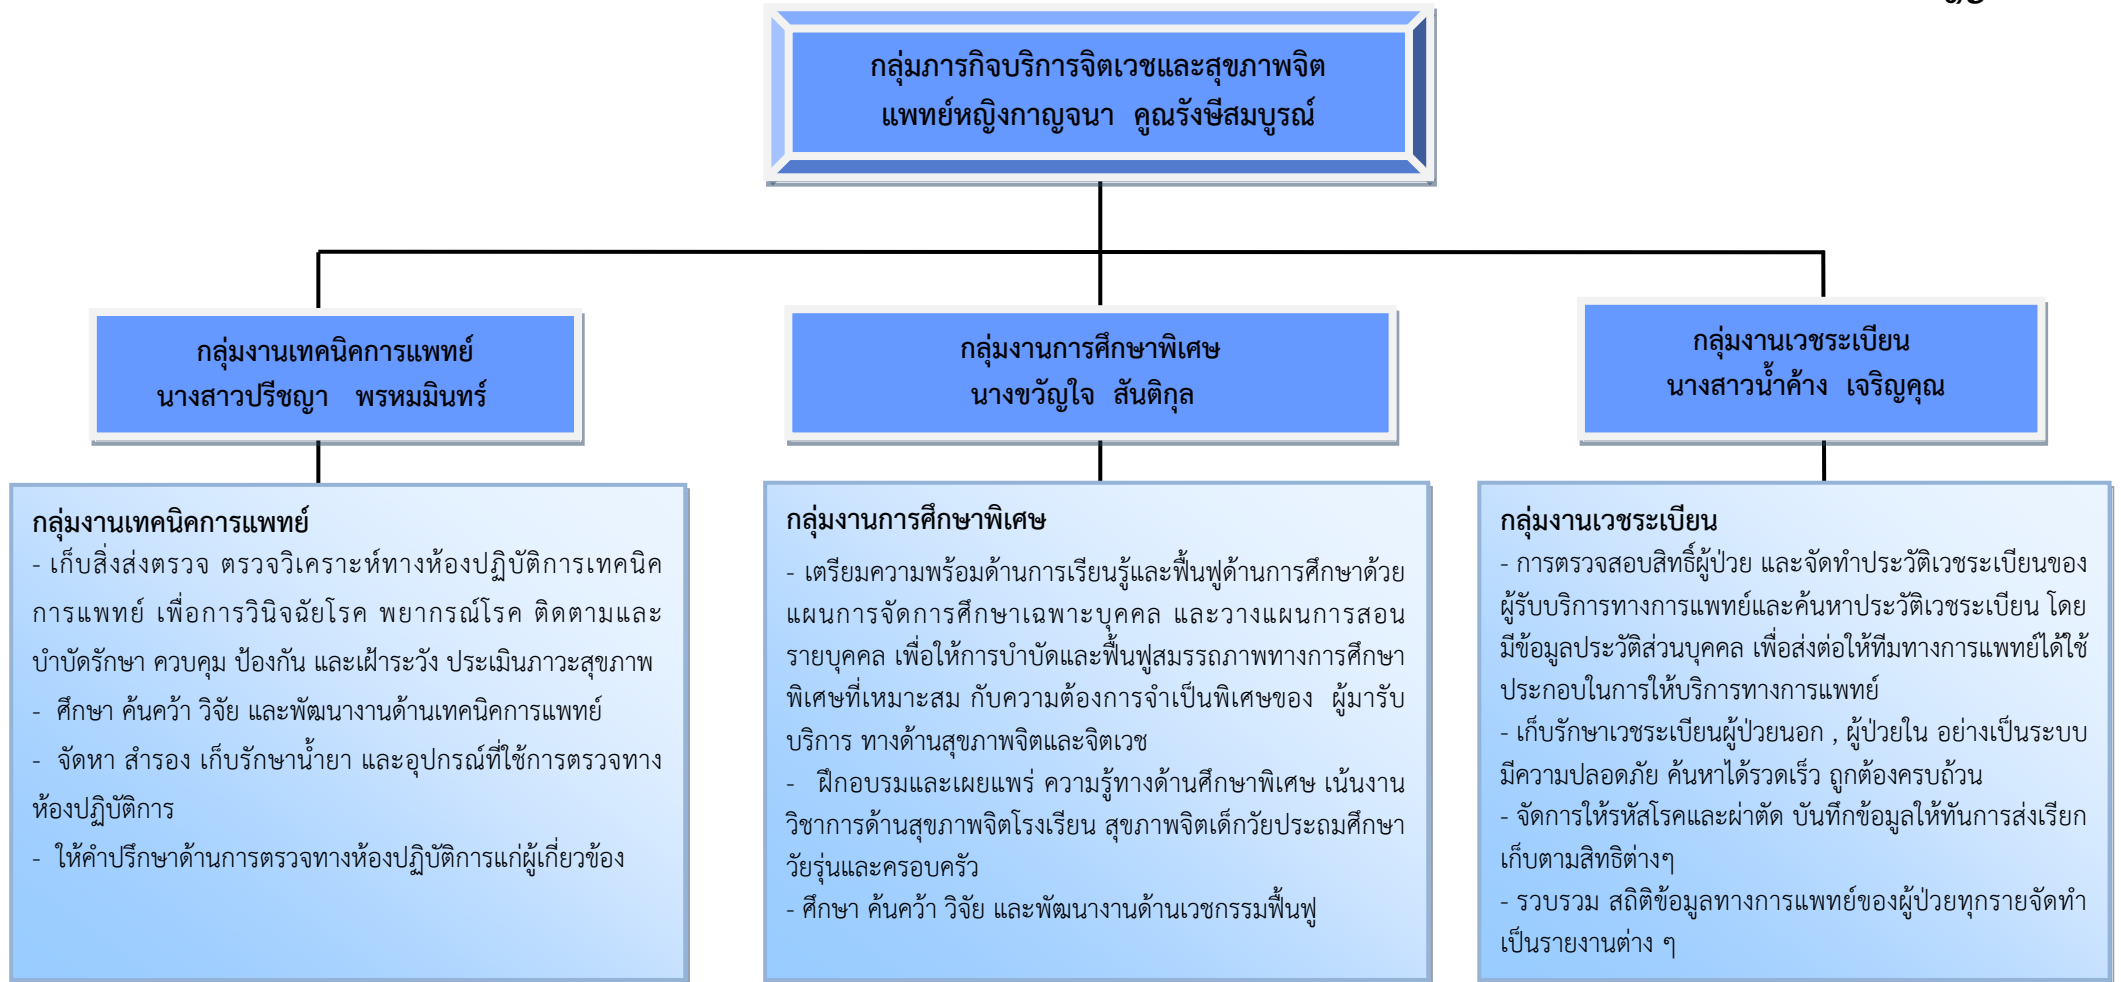 กลุ่มภารกิจบริการจิตเวชและสุขภาพจิต
แพทย์หญิงกาญจนา คูณรังษีสมบูรณ์
กลุ่มงานเทคนิคการแพทย์
นางสาวปรีชญา พรหมมินทร์
กลุ่มงานการศึกษาพิเศษ
นางขวัญใจ สันติกุล
กลุ่มงานเวชระเบียน
นางสาวน้ำค้าง เจริญคุณ
กลุ่มงานเทคนิคการแพทย์
- เก็บสิ่งส่งตรวจ ตรวจวิเคราะห์ทางห้องปฏิบัติการเทคนิค
การแพทย์ เพื่อการวินิจฉัยโรค พยากรณ์โรค ติดตามและ
บำบัดรักษา ควบคุม ป้องกัน และเฝ้าระวัง ประเมินภาวะสุขภาพ
- ศึกษา ค้นคว้า วิจัย และพัฒนางานด้านเทคนิคการแพทย์
- จัดหา สำรอง เก็บรักษาน้ำยา และอุปกรณ์ที่ใช้การตรวจทาง
ห้องปฏิบัติการ
- ให้คำปรึกษาด้านการตรวจทางห้องปฏิบัติการแก่ผู้เกี่ยวข้อง
กลุ่มงานการศึกษาพิเศษ
- เตรียมความพร้อมด้านการเรียนรู้และฟื้นฟูด้านการศึกษาด้วย
แผนการจัดการศึกษาเฉพาะบุคคล และวางแผนการสอน
รายบุคคล เพื่อให้การบำบัดและฟื้นฟูสมรรถภาพทางการศึกษา
พิเศษที่เหมาะสม กับความต้องการจำเป็นพิเศษของ ผู้มารับ
บริการ ทางด้านสุขภาพจิตและจิตเวช
- ฝึกอบรมและเผยแพร่ ความรู้ทางด้านศึกษาพิเศษ เน้นงาน
วิชาการด้านสุขภาพจิตโรงเรียน สุขภาพจิตเด็กวัยประถมศึกษา
วัยรุ่นและครอบครัว
- ศึกษา ค้นคว้า วิจัย และพัฒนางานด้านเวชกรรมฟื้นฟู
กลุ่มงานเวชระเบียน
- การตรวจสอบสิทธิ์ผู้ป่วย และจัดทำประวัติเวชระเบียนของ
ผู้รับบริการทางการแพทย์และค้นหาประวัติเวชระเบียน โดย
มีข้อมูลประวัติส่วนบุคคล เพื่อส่งต่อให้ทีมทางการแพทย์ได้ใช้
ประกอบในการให้บริการทางการแพทย์
- เก็บรักษาเวชระเบียนผู้ป่วยนอก , ผู้ป่วยใน อย่างเป็นระบบ
มีความปลอดภัย ค้นหาได้รวดเร็ว ถูกต้องครบถ้วน
- จัดการให้รหัสโรคและผ่าตัด บันทึกข้อมูลให้ทันการส่งเรียก
เก็บตามสิทธิต่างๆ
- รวบรวม สถิติข้อมูลทางการแพทย์ของผู้ป่วยทุกรายจัดทำ
เป็นรายงานต่าง ๆ